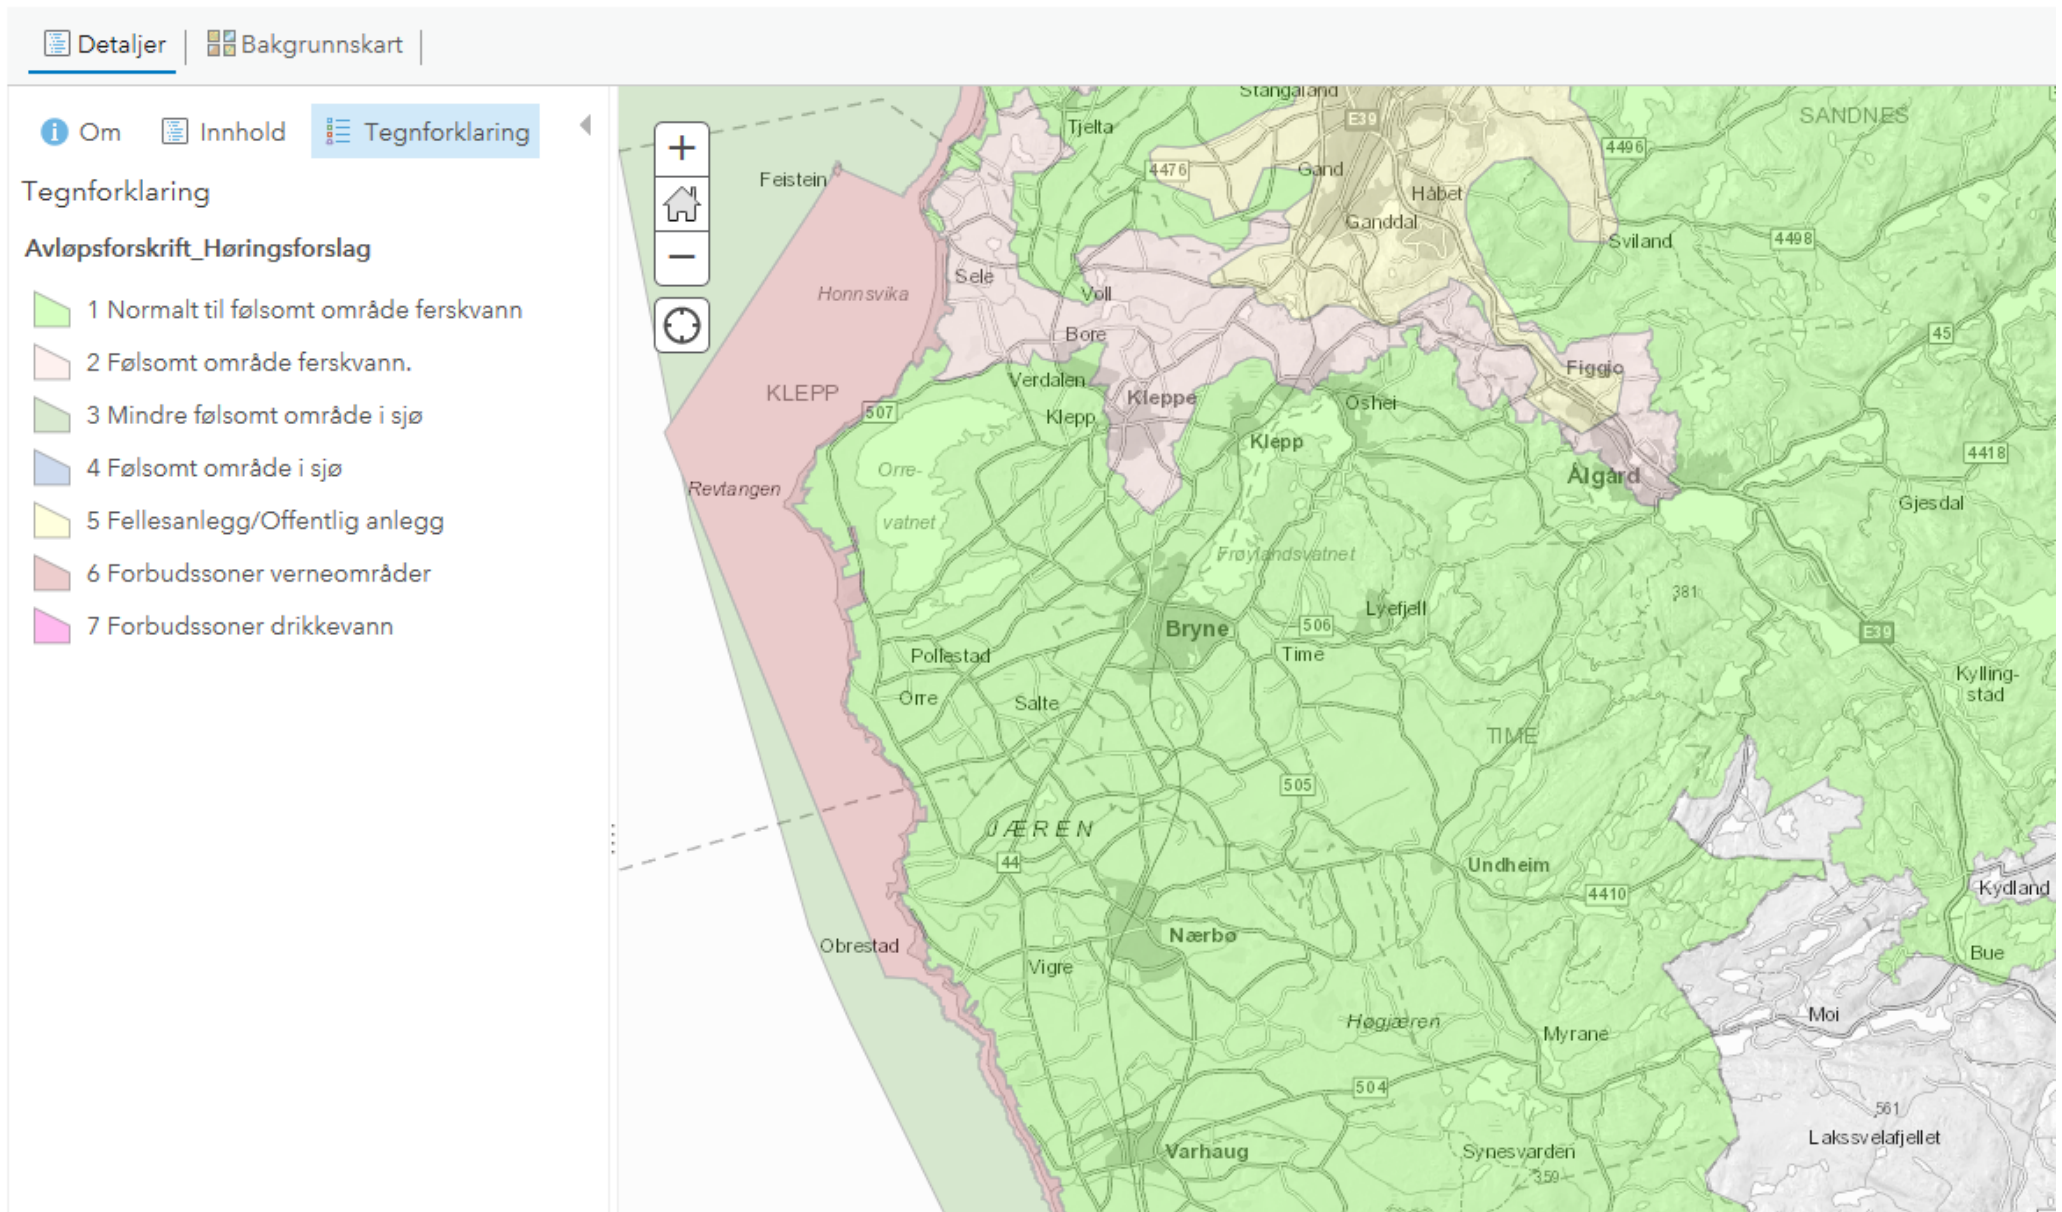 Detaljer
Bakgrunnskart
Om
Innhold
Tegnforklaring
Tegnforklaring
Avløpsforskrift_Høringsforslag
1 Normalt til følsomt område ferskvann
2 Følsomt område ferskvann.
3 Mindre følsomt område i sjø
4 Følsomt område i sjø
5 Fellesanlegg/Offentlig anlegg
6 Forbudssoner verneområder
7 Forbudssoner drikkevann
Stangaland
SANDNES
E39
Tjelta
4496
4476
Gand
Feistein
Håbet
Ganddal
Sviland
4498
Sele
Honnsvika
Voll
Bore
45
Figgjo
Verdalen
KLEPP
Kleppe
507
Klepp
Oshei
Klepp
4418
Orre-
vatnet
Ålgård
Revtangen
Gjesdal
Frøylandsvatnet
381
Lyefjell
Bryne
506
E39
Pollestad
Time
Kylling-
stad
Orre
Salte
TIME
505
JÆREN
44
Undheim
4410
Kydland
Nærbø
Obrestad
Bue
Vigre
Moi
Høgjæren
Myrane
504
561
Lakssvelafjellet
Varhaug
Synesvarden
359